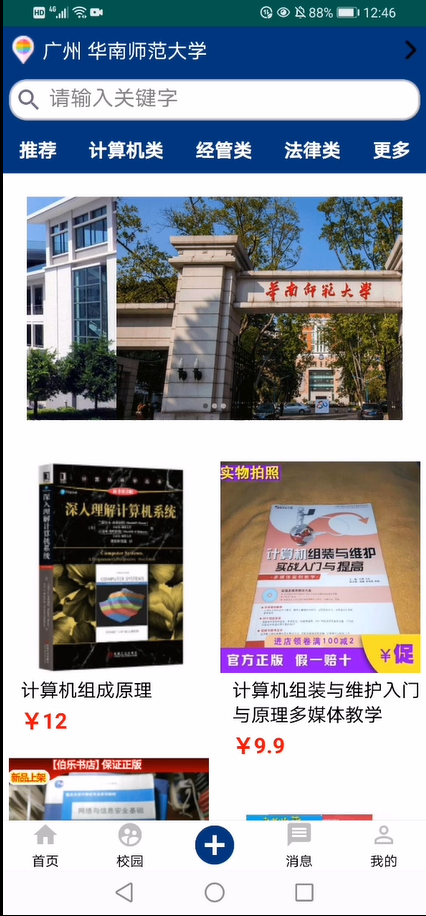 HD 4G 88% 12:46
广州 华南师范大学
请输入关键字
推荐 计算机类 经管类 法律类 更多
华南师范大学
深入理解计算机系统
COMPUTER SYSTEMS
实物拍照
计算机组装与维护
实战入门与提高
进店领卷满100减2
官方正版 假一赔十
¥促
计算机组成原理
¥12
计算机组装与维护入门
与原理多媒体教学
¥9.9
【伯乐书店】保证正版
新品上架
网络与信息安全基础
首页 校园 消息 我的